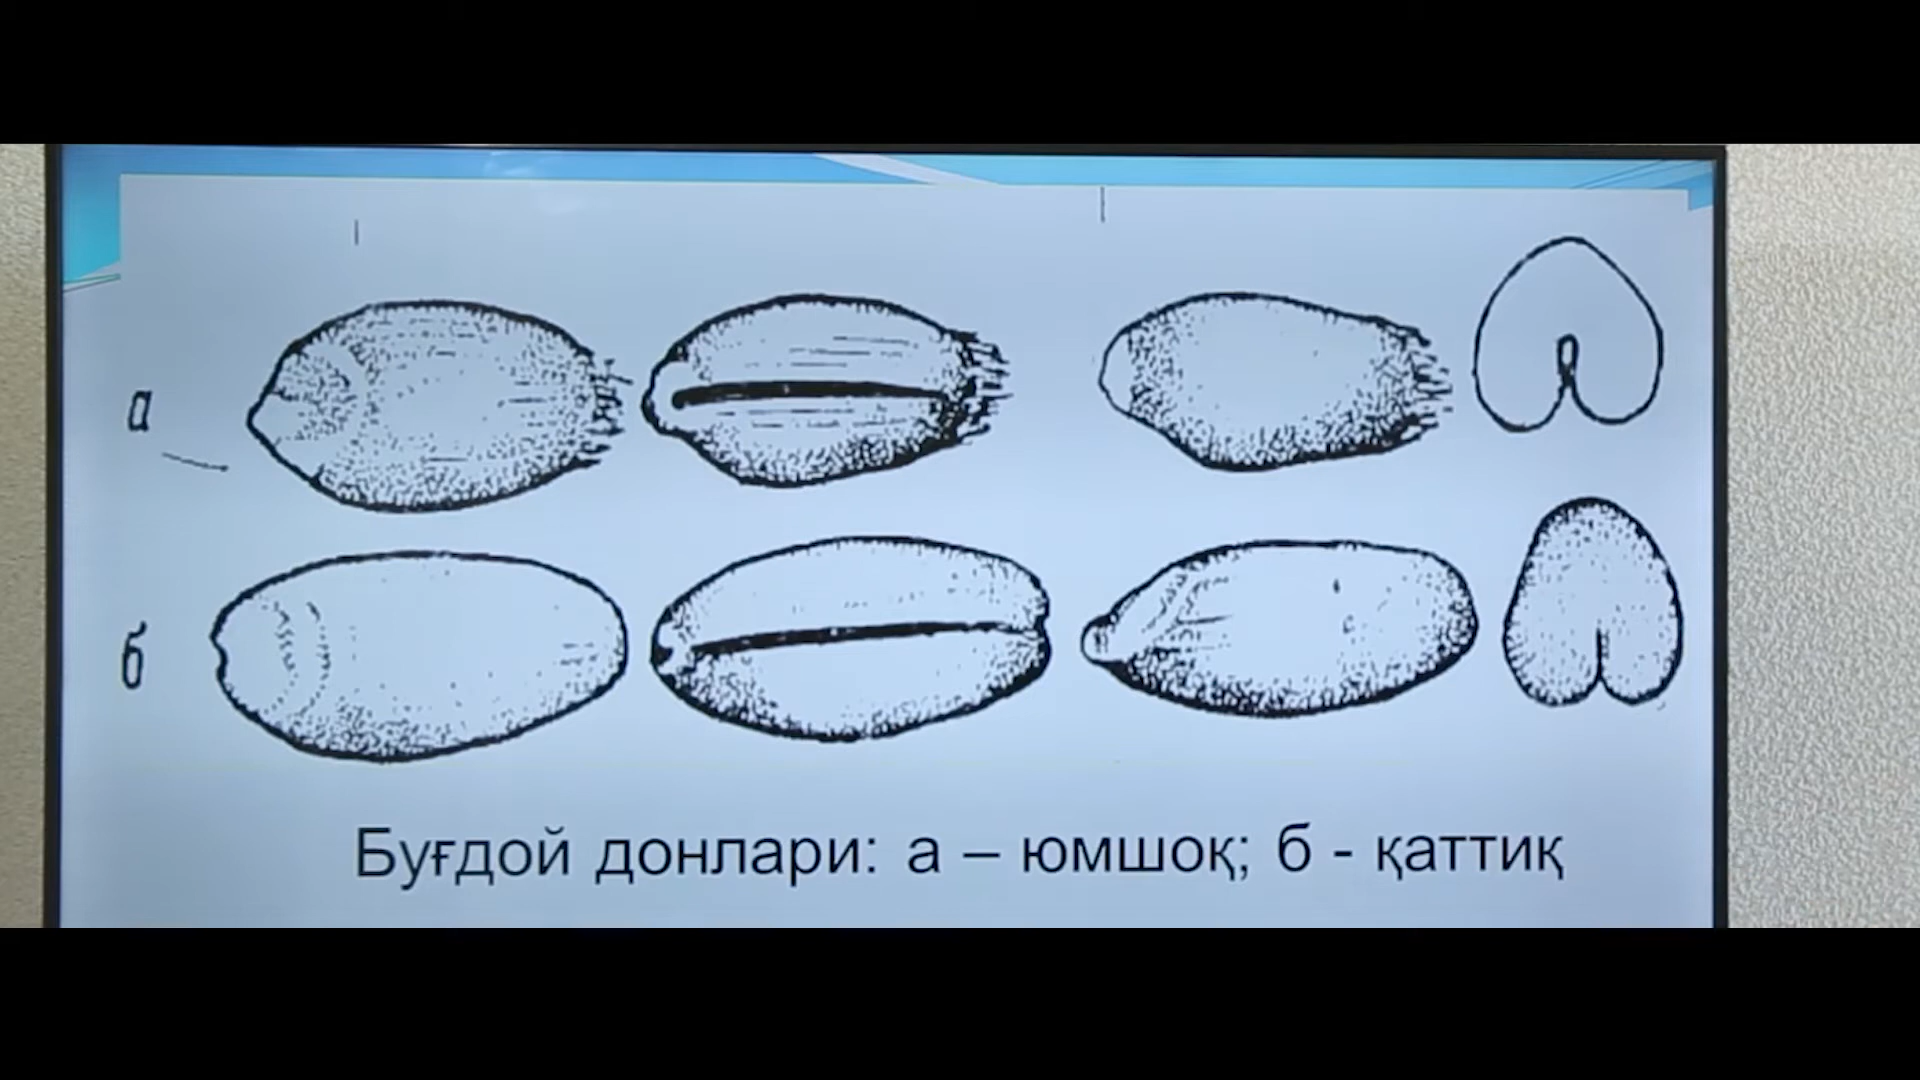 а
б
Буғдой донлари: а – юмшоқ; б - қаттиқ